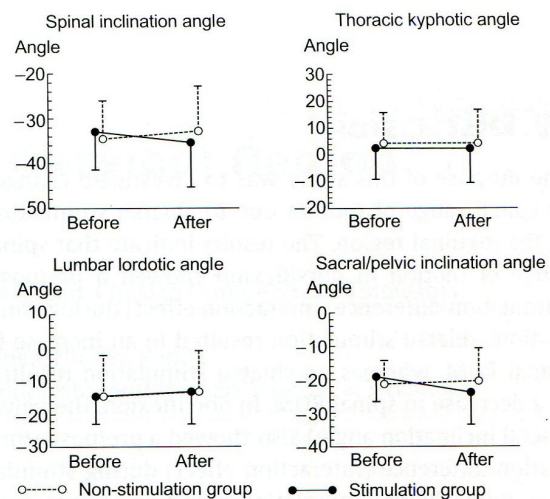 Spinal inclination angle
Angle
−20
−30
−40
−50
Before After
Thoracic kyphotic angle
Angle
30
20
10
0
−10
−20
Before After
Lumbar lordotic angle
Angle
10
0
−10
−20
−30
Before After
Sacral/pelvic inclination angle
Angle
0
−10
−20
−30
−40
Before After
Non-stimulation group Stimulation group